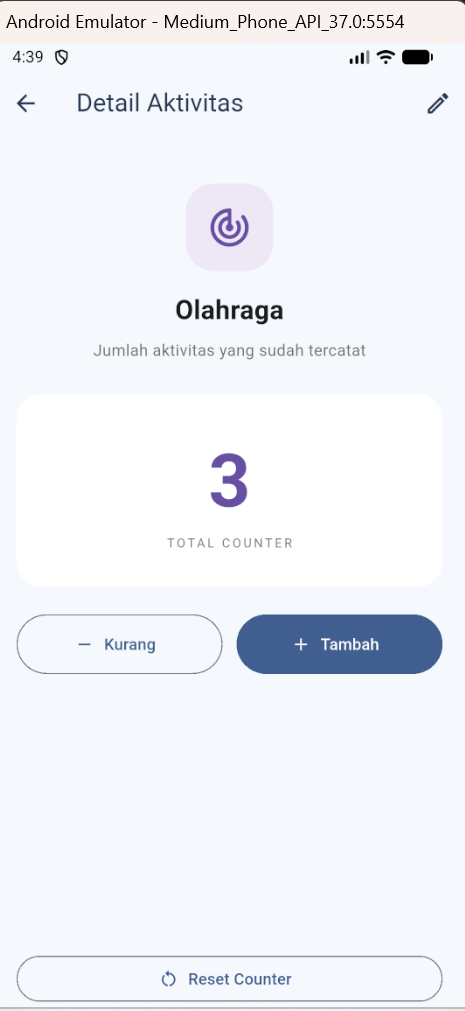 Android Emulator - Medium_Phone_API_37.0:5554
4:39
Detail Aktivitas
Olahraga
Jumlah aktivitas yang sudah tercatat
3
TOTAL COUNTER
Kurang
Tambah
Reset Counter